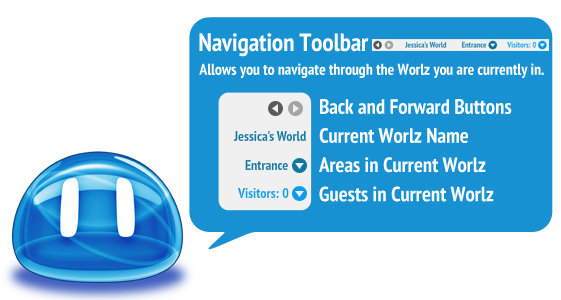 Navigation Toolbar Jessica's World Entrance Visitors: 0
Allows you to navigate through the Worlz you are currently in.
Back and Forward Buttons
Jessica's World Current Worlz Name
Entrance Areas in Current Worlz
Visitors: 0 Guests in Current Worlz